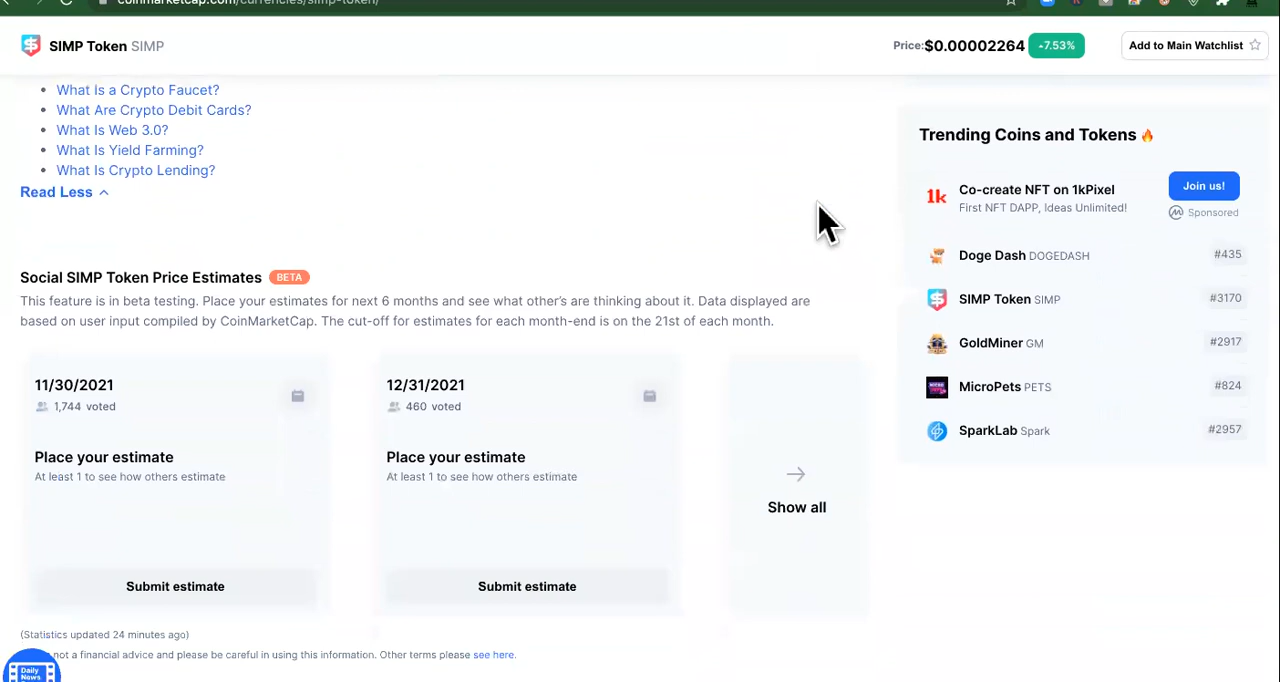 coinmarketcap.com/currencies/simp-token/
SIMP Token SIMP
Price:$0.00002264 7.53%
Add to Main Watchlist
What is a Crypto Faucet?
What Are Crypto Debit Cards?
What Is Web 3.0?
What Is Yield Farming?
What Is Crypto Lending?
Read Less
Social SIMP Token Price Estimates BETA
This feature is in beta testing. Place your estimates for next 6 months and see what other's are thinking about it. Data displayed are
based on user input compiled by CoinMarketCap. The cut-off for estimates for each month-end is on the 21st of each month.
11/30/2021
1,744 voted
Place your estimate
At least 1 to see how others estimate
Submit estimate
12/31/2021
460 voted
Place your estimate
At least 1 to see how others estimate
Submit estimate
Show all
(Statistics updated 24 minutes ago)
not a financial advice and please be careful in using this information. Other terms please see here.
Daily
News
Trending Coins and Tokens
1k
Co-create NFT on 1kPixel
First NFT DAPP, Ideas Unlimited!
Join us!
Sponsored
Doge Dash DOGEDASH #435
SIMP Token SIMP #3170
GoldMiner GM #2917
MicroPets PETS #824
SparkLab Spark #2957